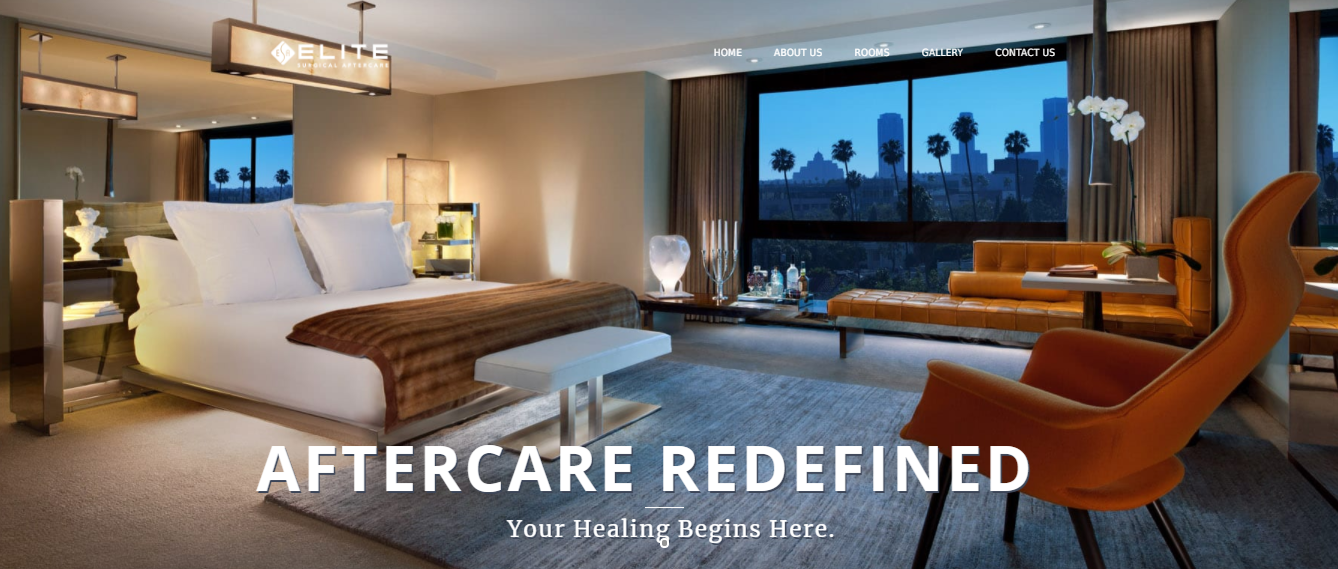 ELITE
SURGICAL AFTERCARE
HOME ABOUT US ROOMS GALLERY CONTACT US
AFTERCARE REDEFINED
Your Healing Begins Here.